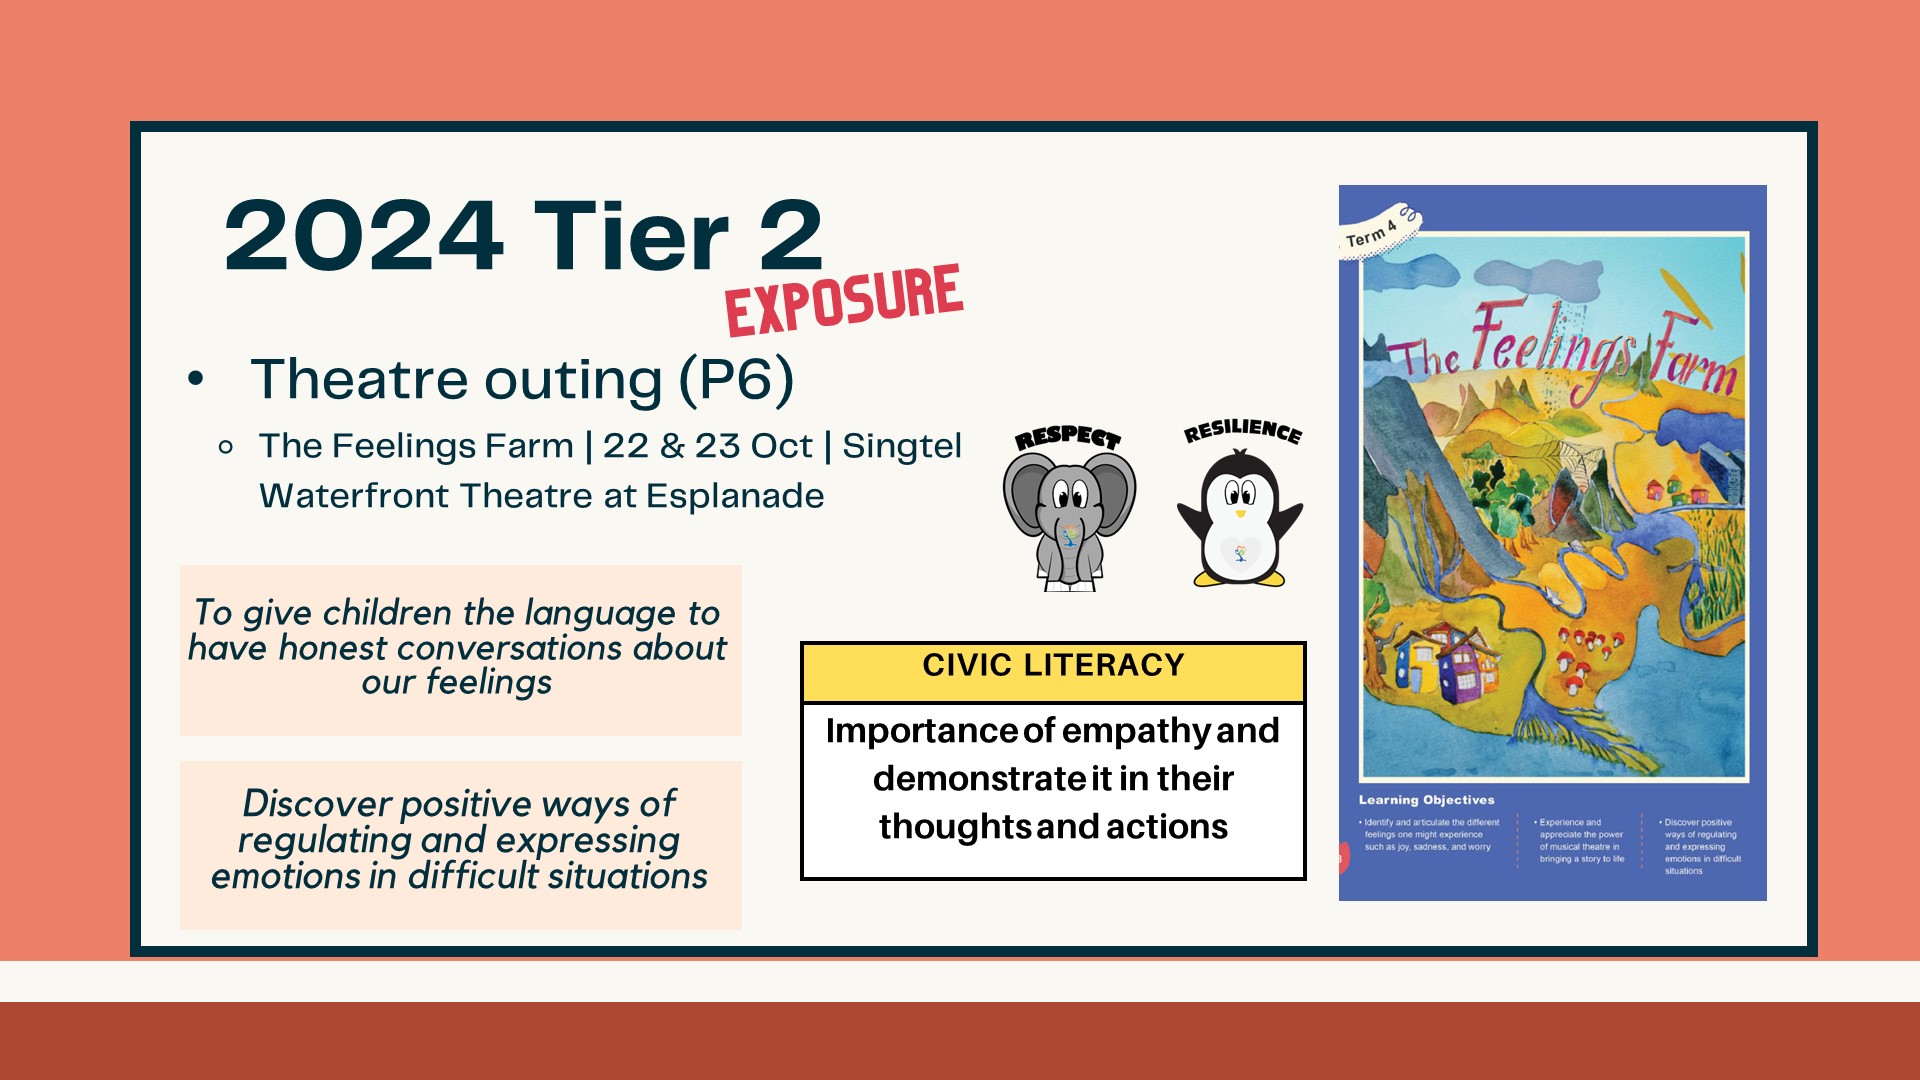 2024 Tier 2
EXPOSURE
• Theatre outing (P6)
The Feelings Farm | 22 & 23 Oct | Singtel
Waterfront Theatre at Esplanade
RESPECT
RESILIENCE
To give children the language to
have honest conversations about
our feelings
Discover positive ways of
regulating and expressing
emotions in difficult situations
CIVIC LITERACY
Importance of empathy and
demonstrate it in their
thoughts and actions
Term 4
The Feelings Farm
Learning Objectives
• Identify and articulate the different
feelings one might experience
such as joy, sadness, and worry
• Experience and
appreciate the power
of musical theatre in
bringing a story to life
• Discover positive
ways of regulating
and expressing
emotions in difficult
situations